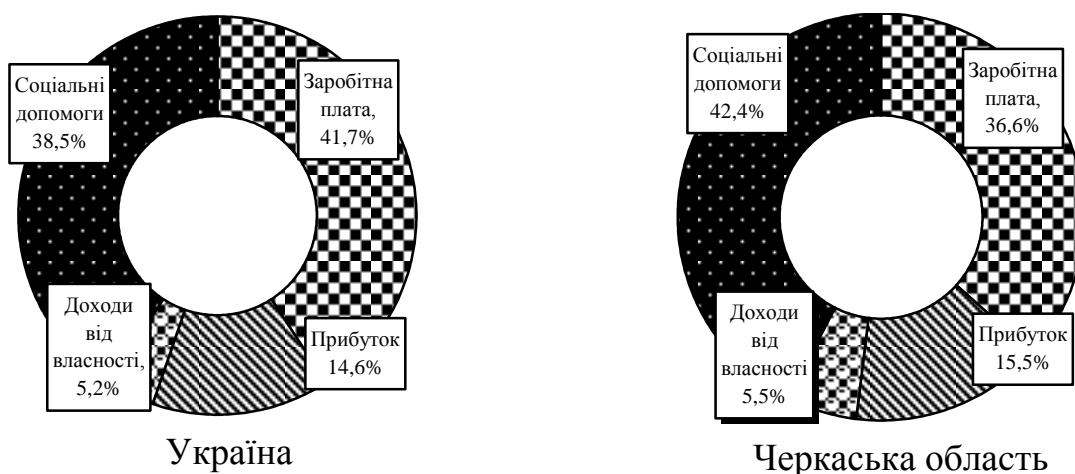 Соціальні
допомоги
38,5%
Заробітна
плата,
41,7%
Доходи
від
власності,
5,2%
Прибуток
14,6%
Україна
Соціальні
допомоги
42,4%
Заробітна
плата,
36,6%
Доходи
від
власності
5,5%
Прибуток
15,5%
Черкаська область